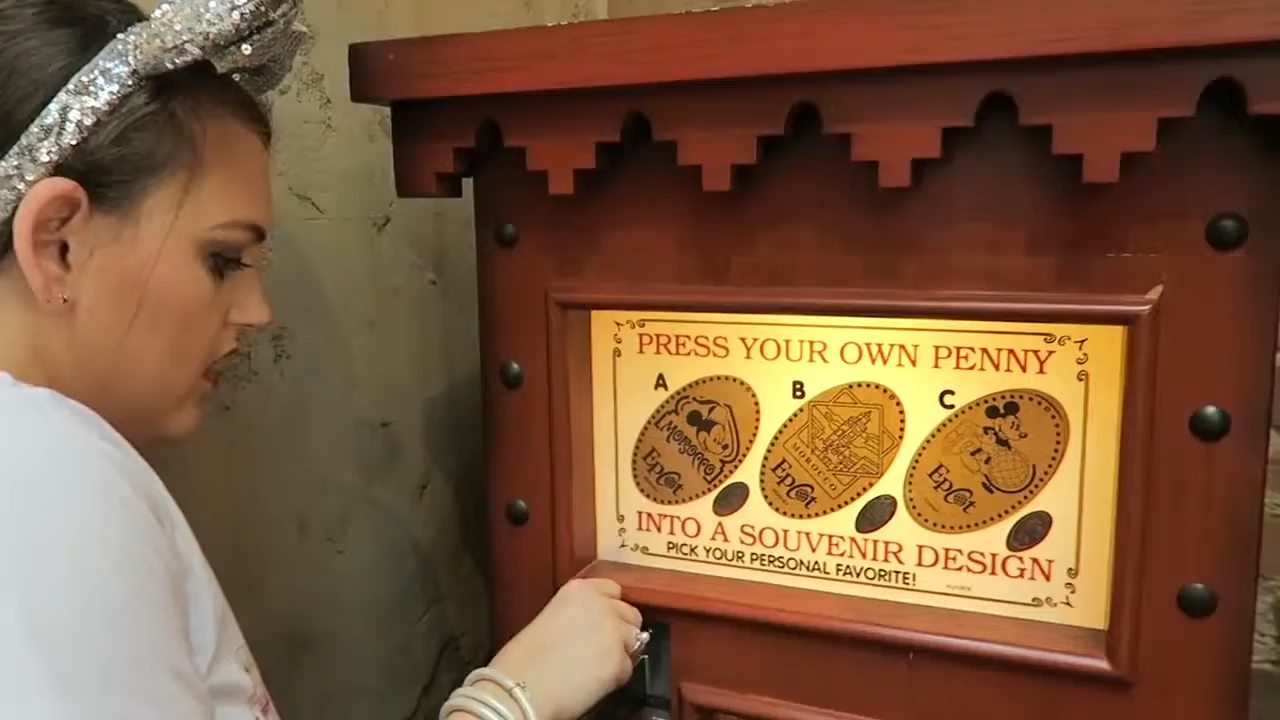 PRESS YOUR OWN PENNY
A
B
C
MOROCCO
Epcot
MOROCCO
Epcot
Epcot
INTO A SOUVENIR DESIGN
PICK YOUR PERSONAL FAVORITE!